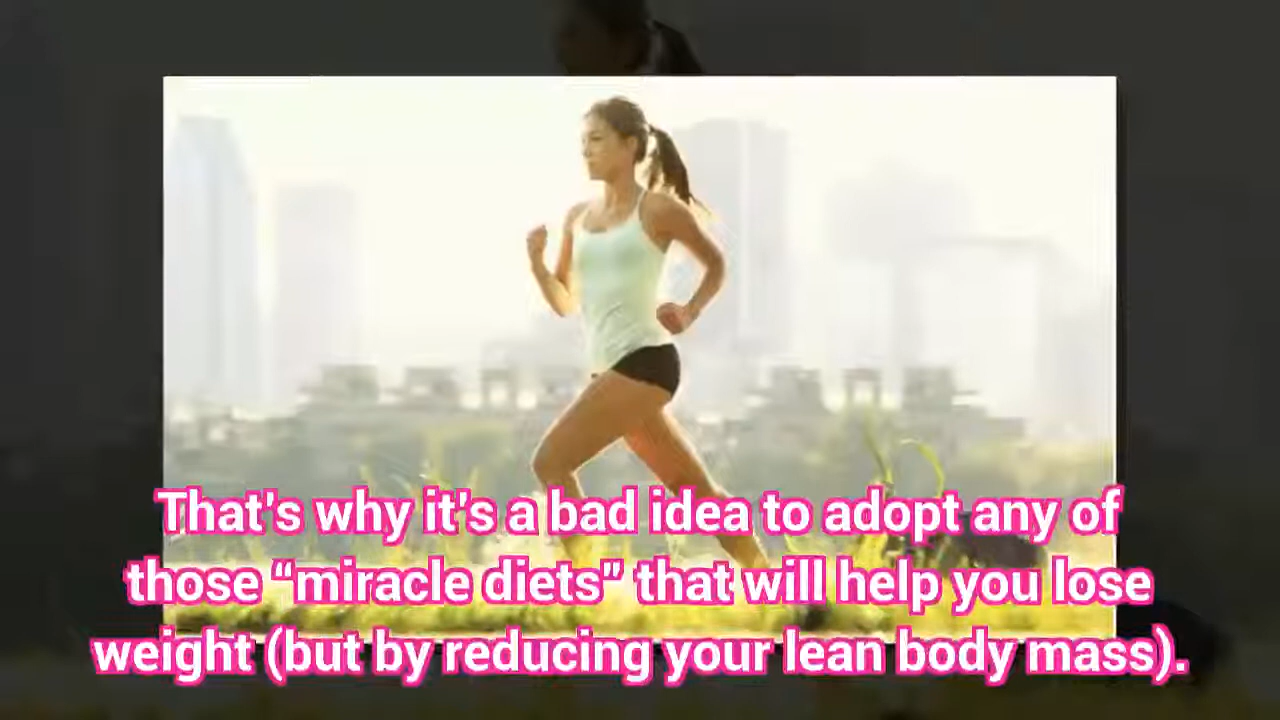 That's why it's a bad idea to adopt any of
those “miracle diets” that will help you lose
weight (but by reducing your lean body mass).